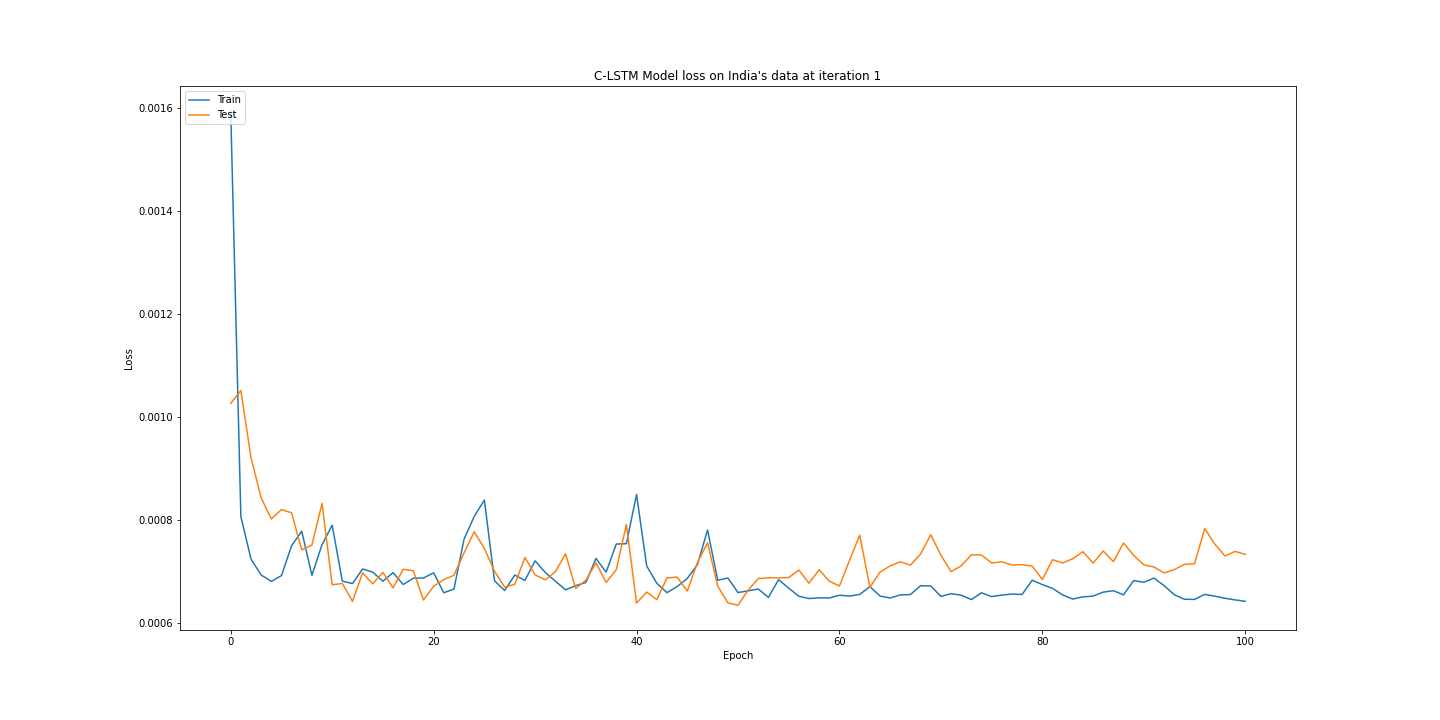 C-LSTM Model loss on India's data at iteration 1
Train
Test
0.0016
0.0014
0.0012
0.0010
0.0008
0.0006
Loss
0 20 40 60 80 100
Epoch